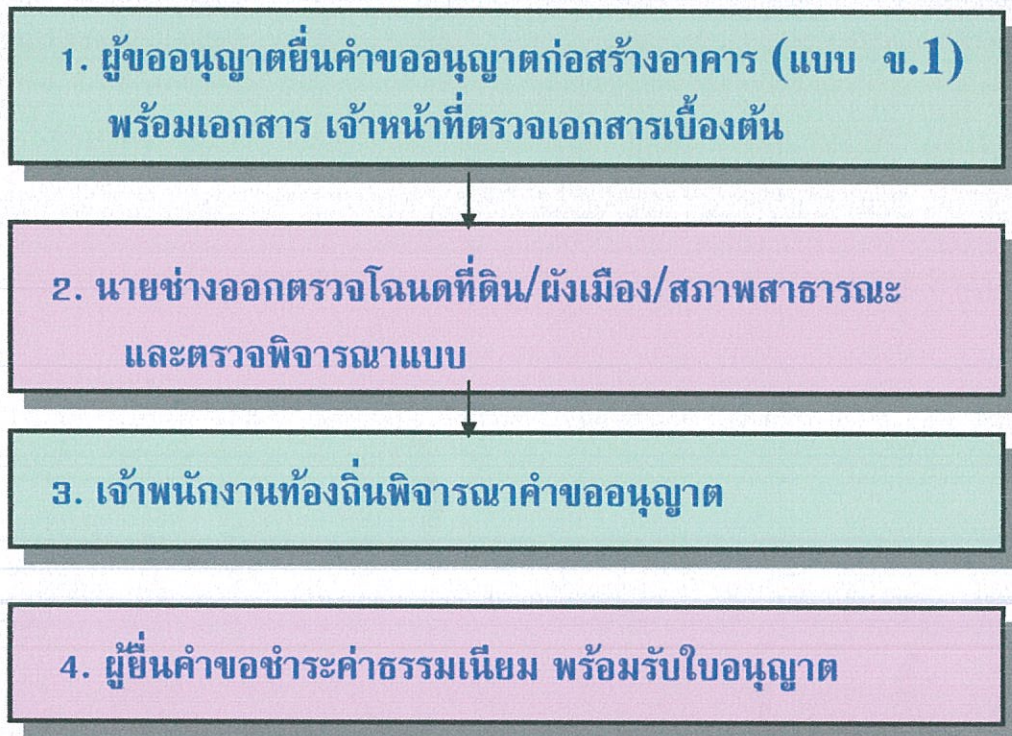 1. ผู้ขออนุญาตยื่นคำขออนุญาตก่อสร้างอาคาร (แบบ ข.1)
พร้อมเอกสาร เจ้าหน้าที่ตรวจเอกสารเบื้องต้น
2. นายช่างออกตรวจโฉนดที่ดิน/ผังเมือง/สภาพสาธารณะ
และตรวจพิจารณาแบบ
3. เจ้าพนักงานท้องถิ่นพิจารณาคำขออนุญาต
4. ผู้ยื่นคำขอชำระค่าธรรมเนียม พร้อมรับใบอนุญาต